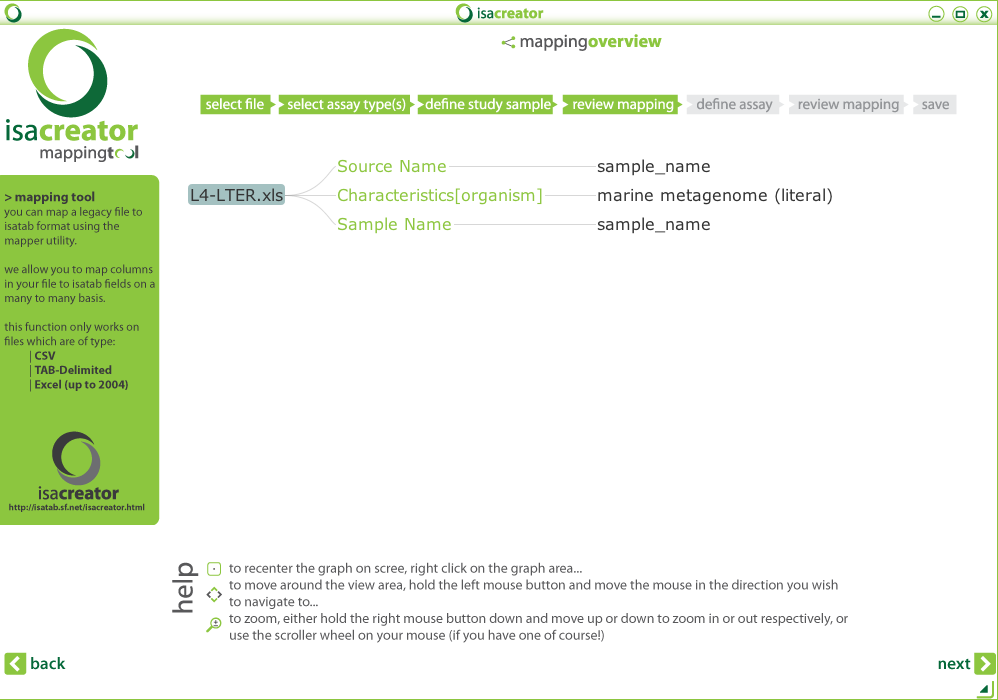 isacreator
mappingoverview
isacreator
mappingtool
select file
select assay type(s)
define study sample
review mapping
define assay
review mapping
save
> mapping tool
you can map a legacy file to
isatab format using the
mapper utility.
we allow you to map columns
in your file to isatab fields on a
many to many basis.
this function only works on
files which are of type:
| CSV
| TAB-Delimited
| Excel (up to 2004)
isacreator
http://isatab.sf.net/isacreator.html
L4-LTER.xls
Source Name
sample_name
Characteristics[organism]
marine metagenome (literal)
Sample Name
sample_name
help
to recenter the graph on scree, right click on the graph area...
to move around the view area, hold the left mouse button and move the mouse in the direction you wish
to navigate to...
to zoom, either hold the right mouse button down and move up or down to zoom in or out respectively, or
use the scroller wheel on your mouse (if you have one of course!)
back
next